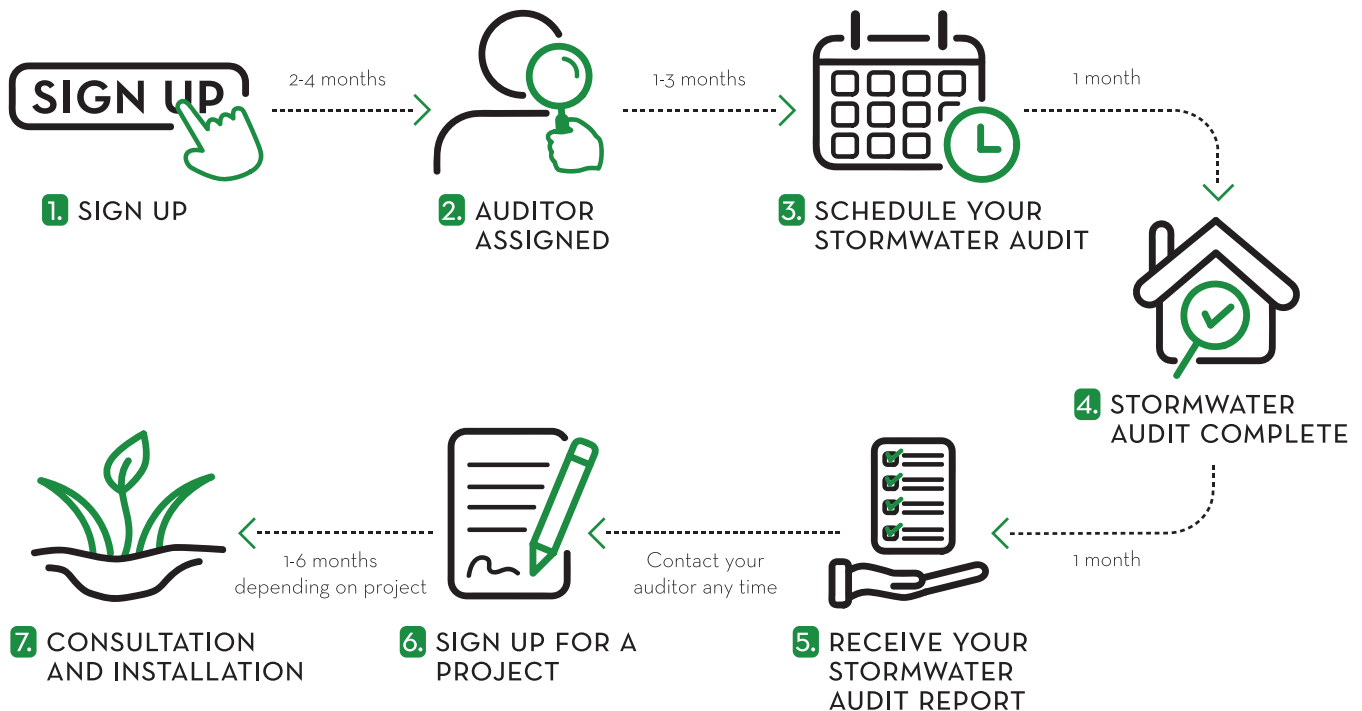 SIGN UP
2-4 months
1-3 months
1 month
1. SIGN UP
2. AUDITOR
ASSIGNED
3. SCHEDULE YOUR
STORMWATER AUDIT
4. STORMWATER
AUDIT COMPLETE
1 month
Contact your
auditor any time
1-6 months
depending on project
5. RECEIVE YOUR
STORMWATER
AUDIT REPORT
6. SIGN UP FOR A
PROJECT
7. CONSULTATION
AND INSTALLATION